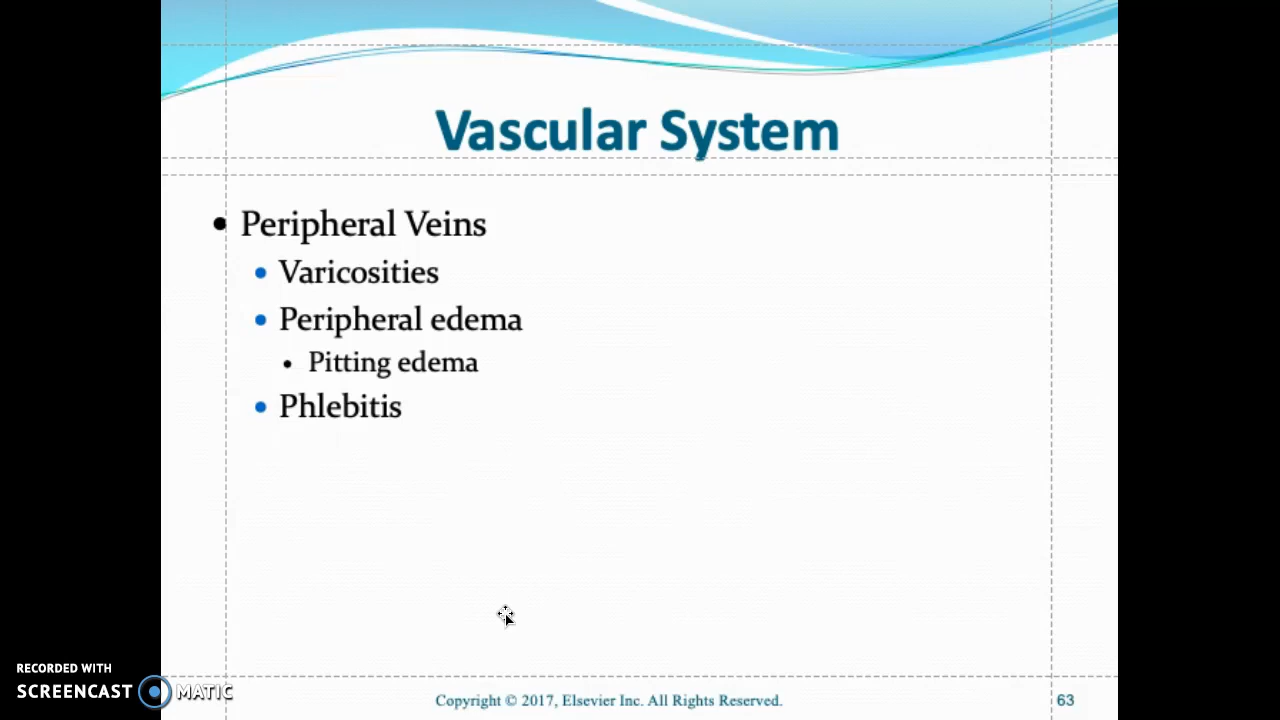 Vascular System
• Peripheral Veins
• Varicosities
• Peripheral edema
• Pitting edema
• Phlebitis
RECORDED WITH
SCREENCAST MATIC
Copyright © 2017, Elsevier Inc. All Rights Reserved.
63